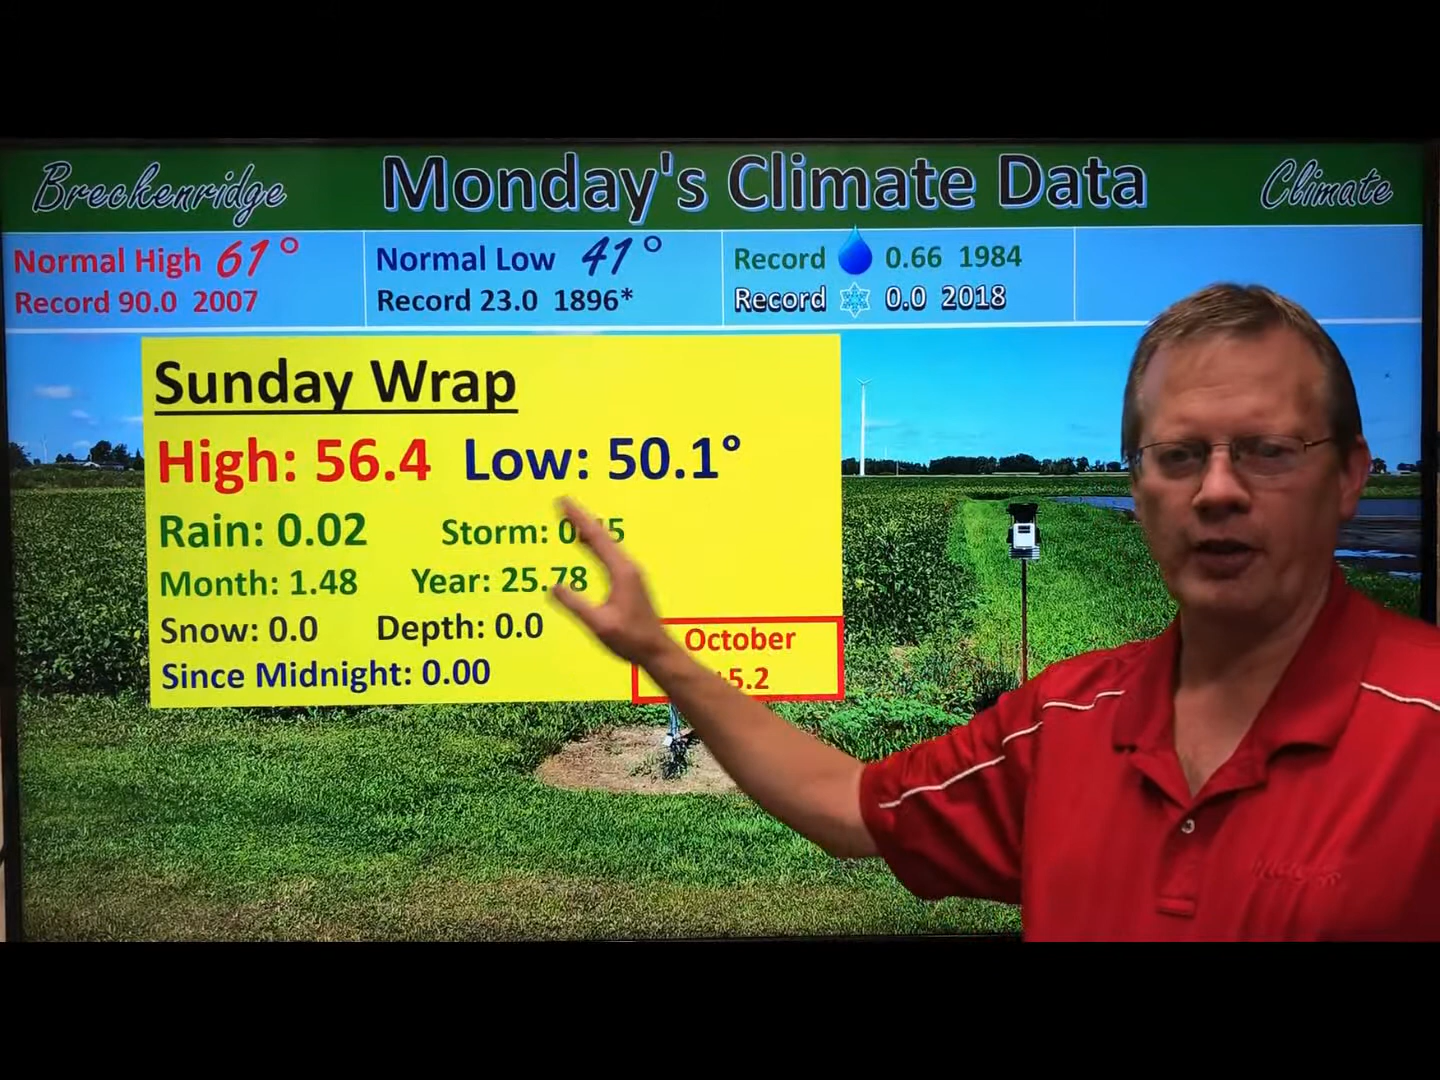 Breckenridge
Monday's Climate Data
Climate
Normal High 61°
Record 90.0 2007
Normal Low 41°
Record 23.0 1896*
Record 0.66 1984
Record 0.0 2018
Sunday Wrap
High: 56.4 Low: 50.1°
Rain: 0.02 Storm:
Month: 1.48 Year: 25.78
Snow: 0.0 Depth: 0.0
Since Midnight: 0.00
October
5.2